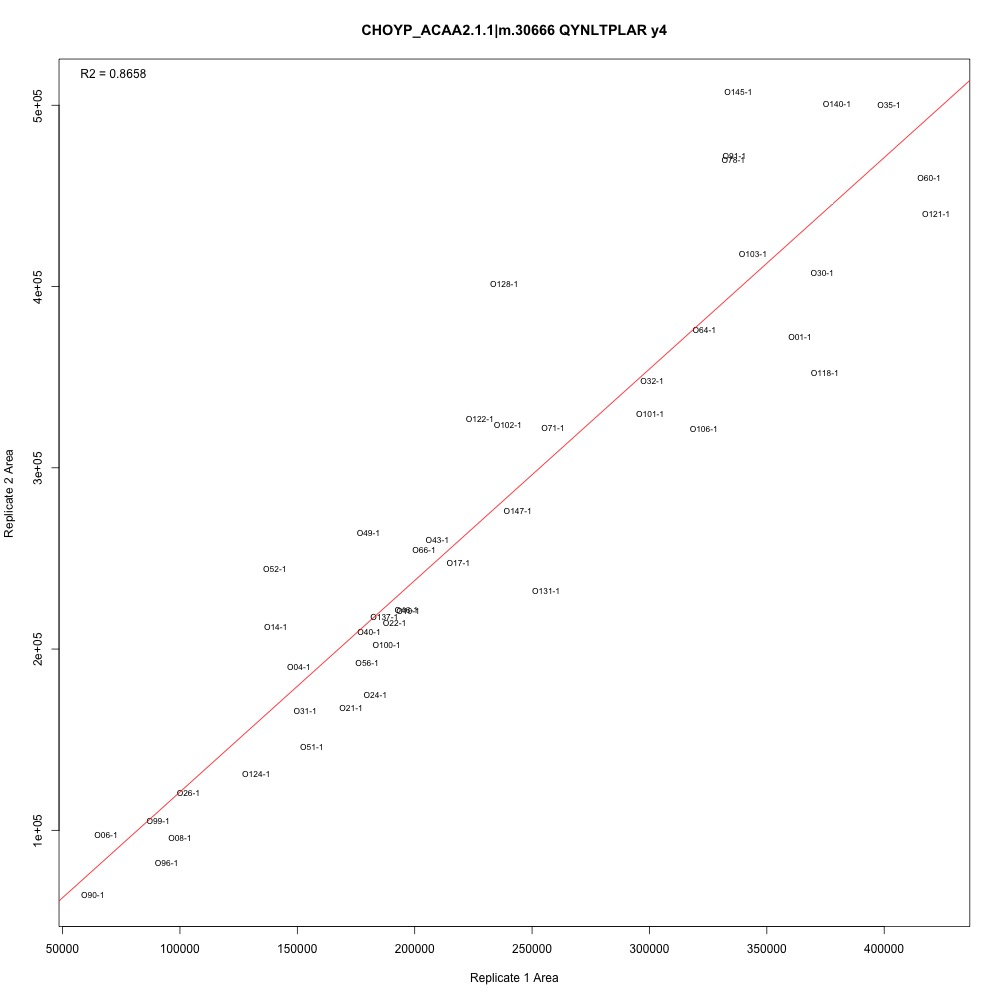 CHOYP_ACAA2.1.1|m.30666 QYNLTPLAR y4
R2 = 0.8658
O145-1
O140-1
O35-1
5e+05
O91-1
O78-1
O60-1
O121-1
O103-1
O30-1
4e+05
O128-1
O64-1
O01-1
O118-1
O32-1
O101-1
O122-1
O102-1
O71-1
O106-1
3e+05
Replicate 2 Area
O147-1
O49-1
O43-1
O66-1
O17-1
O52-1
O131-1
O137-1
O22-1
O14-1
O40-1
2e+05
O100-1
O56-1
O04-1
O24-1
O21-1
O31-1
O51-1
O124-1
O26-1
1e+05
O99-1
O06-1
O08-1
O96-1
O90-1
50000 100000 150000 200000 250000 300000 350000 400000
Replicate 1 Area